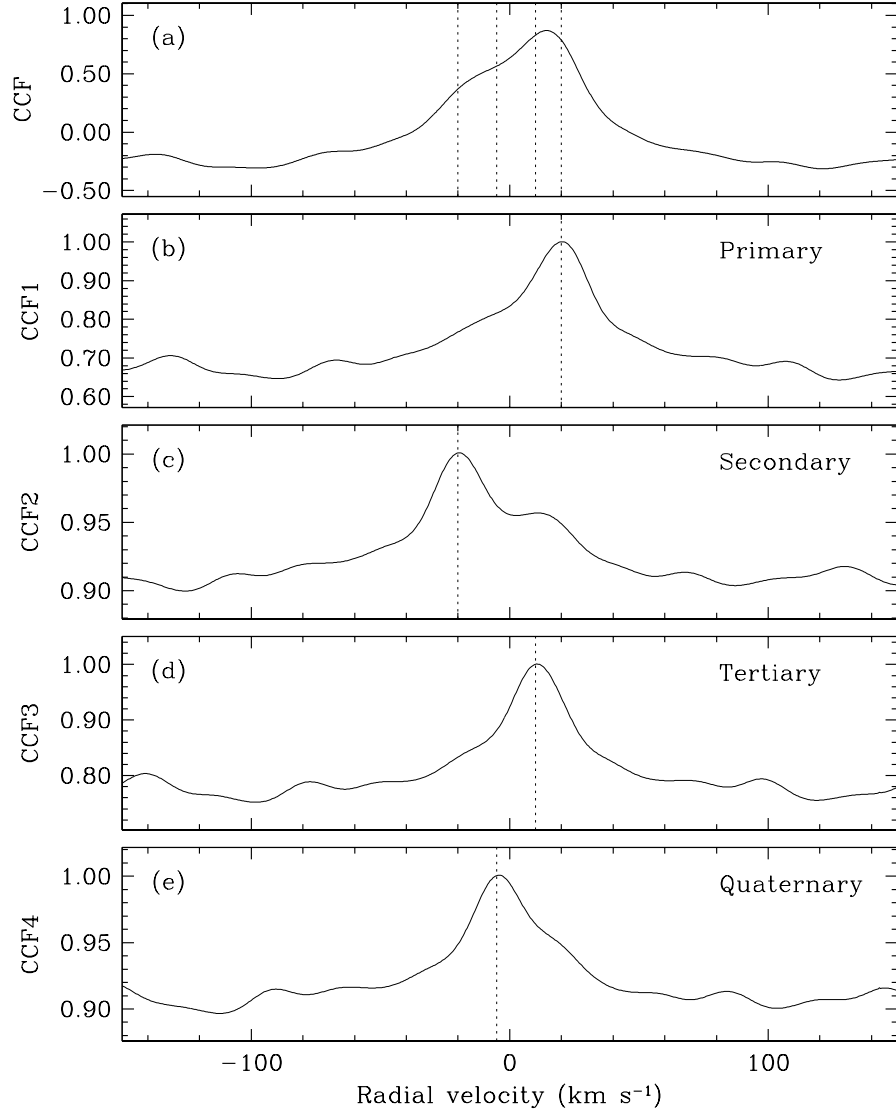 1.00
(a)
0.50
CCF
0.00
−0.50
1.00
(b)
Primary
0.90
CCF1
0.80
0.70
0.60
1.00
(c)
Secondary
CCF2
0.95
0.90
1.00
(d)
Tertiary
CCF3
0.90
0.80
1.00
(e)
Quaternary
CCF4
0.95
0.90
−100
0
100
Radial velocity (km s⁻¹)